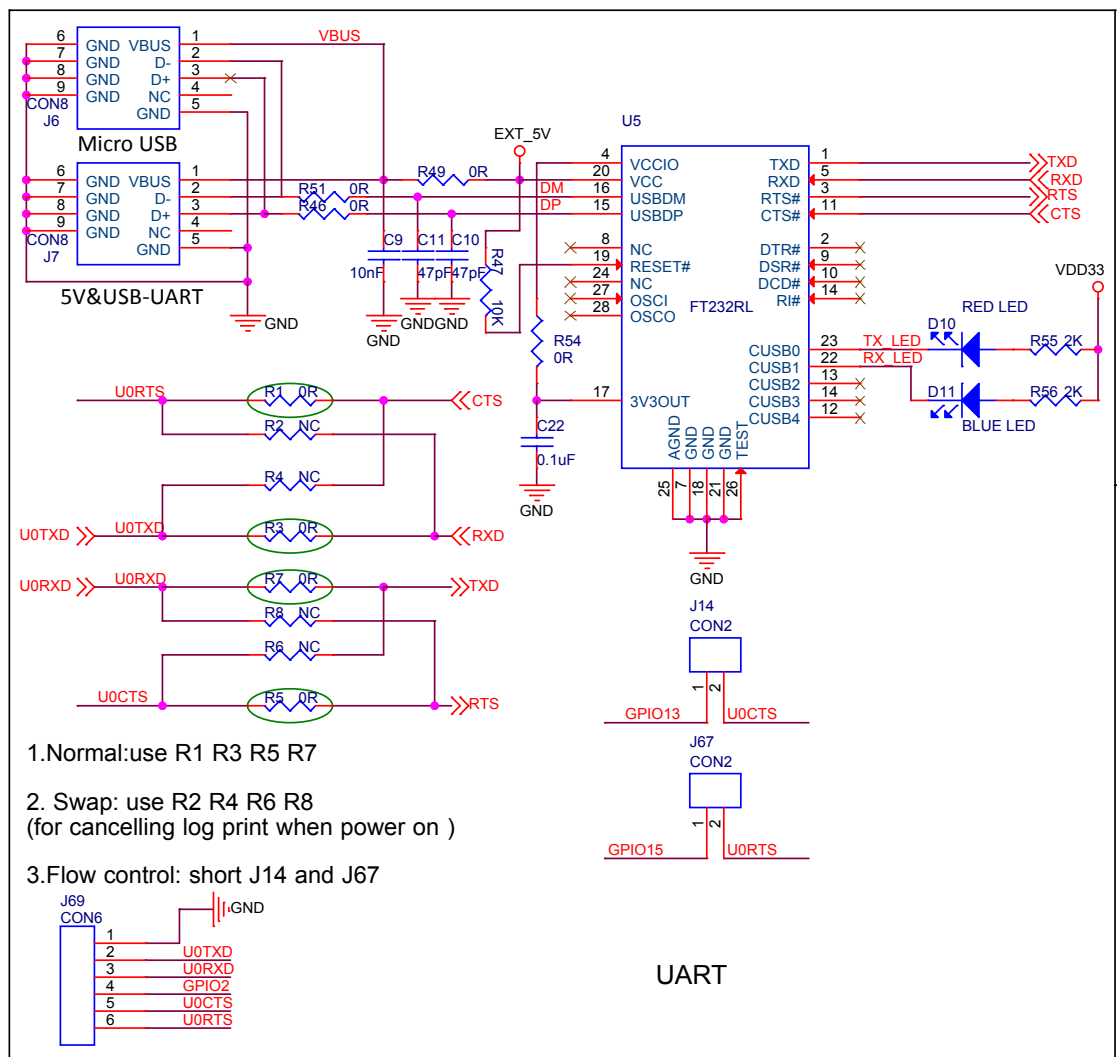 6 GND VBUS 1 VBUS
7 GND D- 2
8 GND D+ 3
9 GND NC 4
CON8 GND 5
J6
Micro USB
6 GND VBUS 1
7 GND D- 2
8 GND D+ 3
9 GND NC 4
CON8 GND 5
J7
5V&USB-UART
GND
EXT_5V
R49 0R
R51 0R
R46 0R
DM
DP
C9
10nF
C11
47pF
C10
47pF
GND
GND
GND
R47
10K
R54
0R
C22
0.1uF
GND
U5
4 VCCIO TXD 1 TXD
20 VCC RXD 5 RXD
16 USBDM RTS# 3 RTS
15 USBDP CTS# 11 CTS
8 NC DTR# 2
19 RESET# DSR# 9
24 NC DCD# 10
27 OSCI RI# 14
28 OSCO
FT232RL
CUSB0 23 TX_LED
CUSB1 22 RX_LED
CUSB2 13
17 3V3OUT CUSB3 14
CUSB4 12
AGND GND GND GND TEST
25 7 18 21 26
GND
VDD33
RED LED
D10
R55 2K
D11
R56 2K
BLUE LED
U0RTS R1 0R CTS
R2 NC
R4 NC
U0TXD U0TXD R3 0R RXD
U0RXD U0RXD R7 0R TXD
R8 NC
R6 NC
U0CTS R5 0R RTS
J14
CON2
1 2
GPIO13 U0CTS
J67
CON2
1 2
GPIO15 U0RTS
1.Normal:use R1 R3 R5 R7
2. Swap: use R2 R4 R6 R8
(for cancelling log print when power on )
3.Flow control: short J14 and J67
J69
CON6
GND
1
2 U0TXD
3 U0RXD
4 GPIO2
5 U0CTS
6 U0RTS
UART